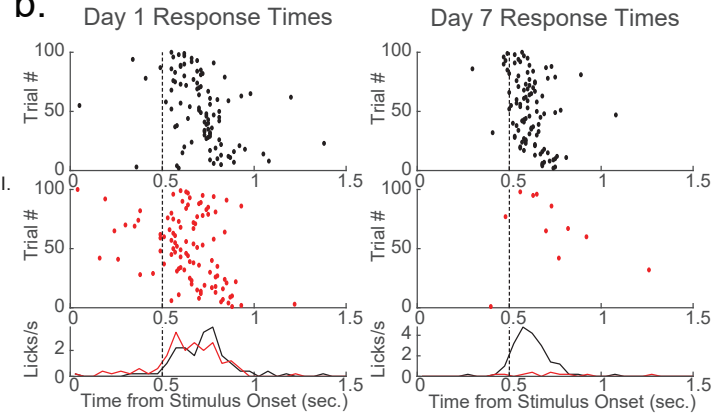 b.
Day 1 Response Times
Day 7 Response Times
Trial #
100
50
0
0 0.5 1 1.5
Trial #
100
50
0
0 0.5 1 1.5
l.
Trial #
100
50
0
0 0.5 1 1.5
Trial #
100
50
0
0 0.5 1 1.5
Licks/s
2
0
0 0.5 1 1.5
Time from Stimulus Onset (sec.)
Licks/s
4
2
0
0 0.5 1 1.5
Time from Stimulus Onset (sec.)